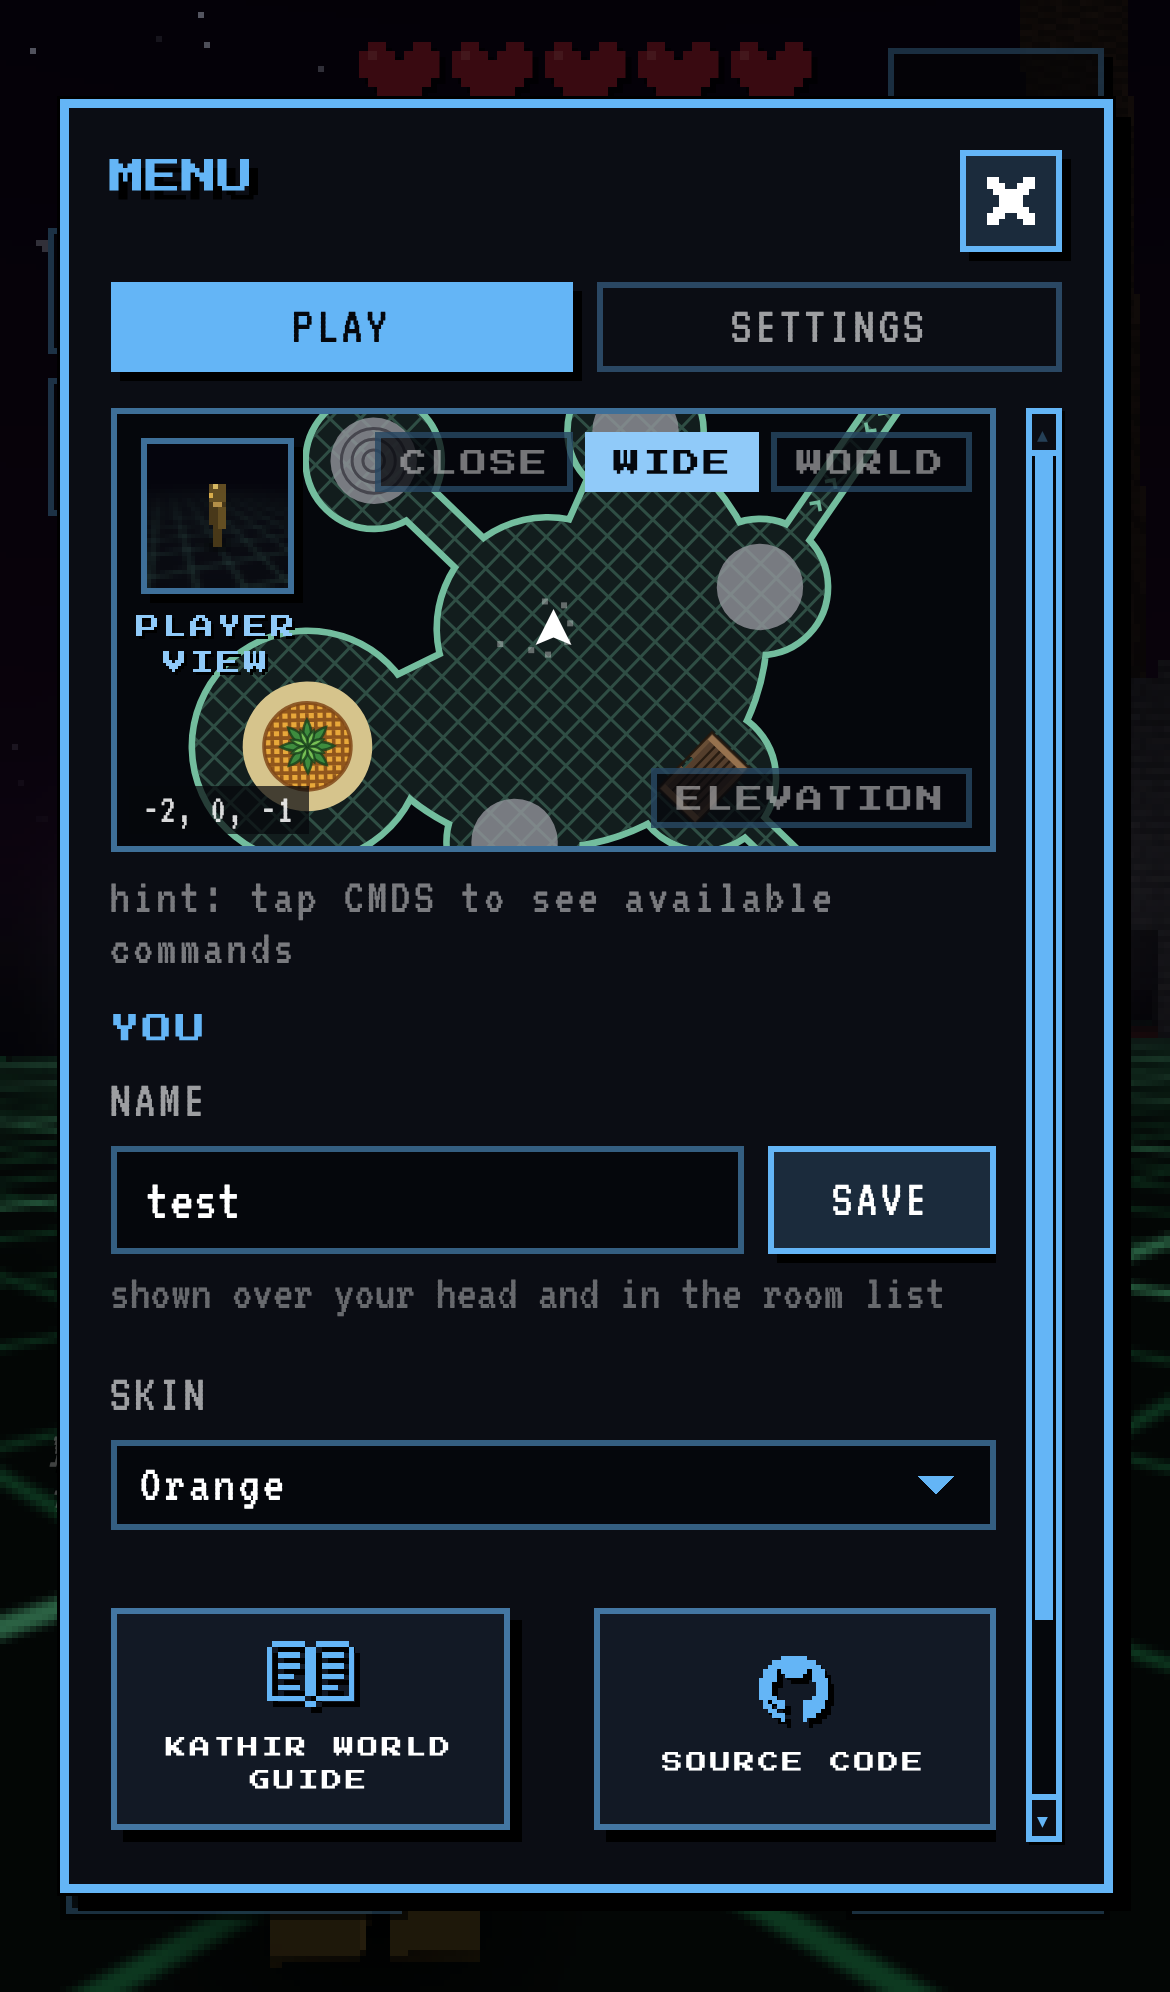 MENU
PLAY
SETTINGS
CLOSE
WIDE
WORLD
PLAYER
VIEW
-2, 0, -1
ELEVATION
hint: tap CMDS to see available
commands
YOU
NAME
test
SAVE
shown over your head and in the room list
SKIN
Orange
KATHIR WORLD
GUIDE
SOURCE CODE